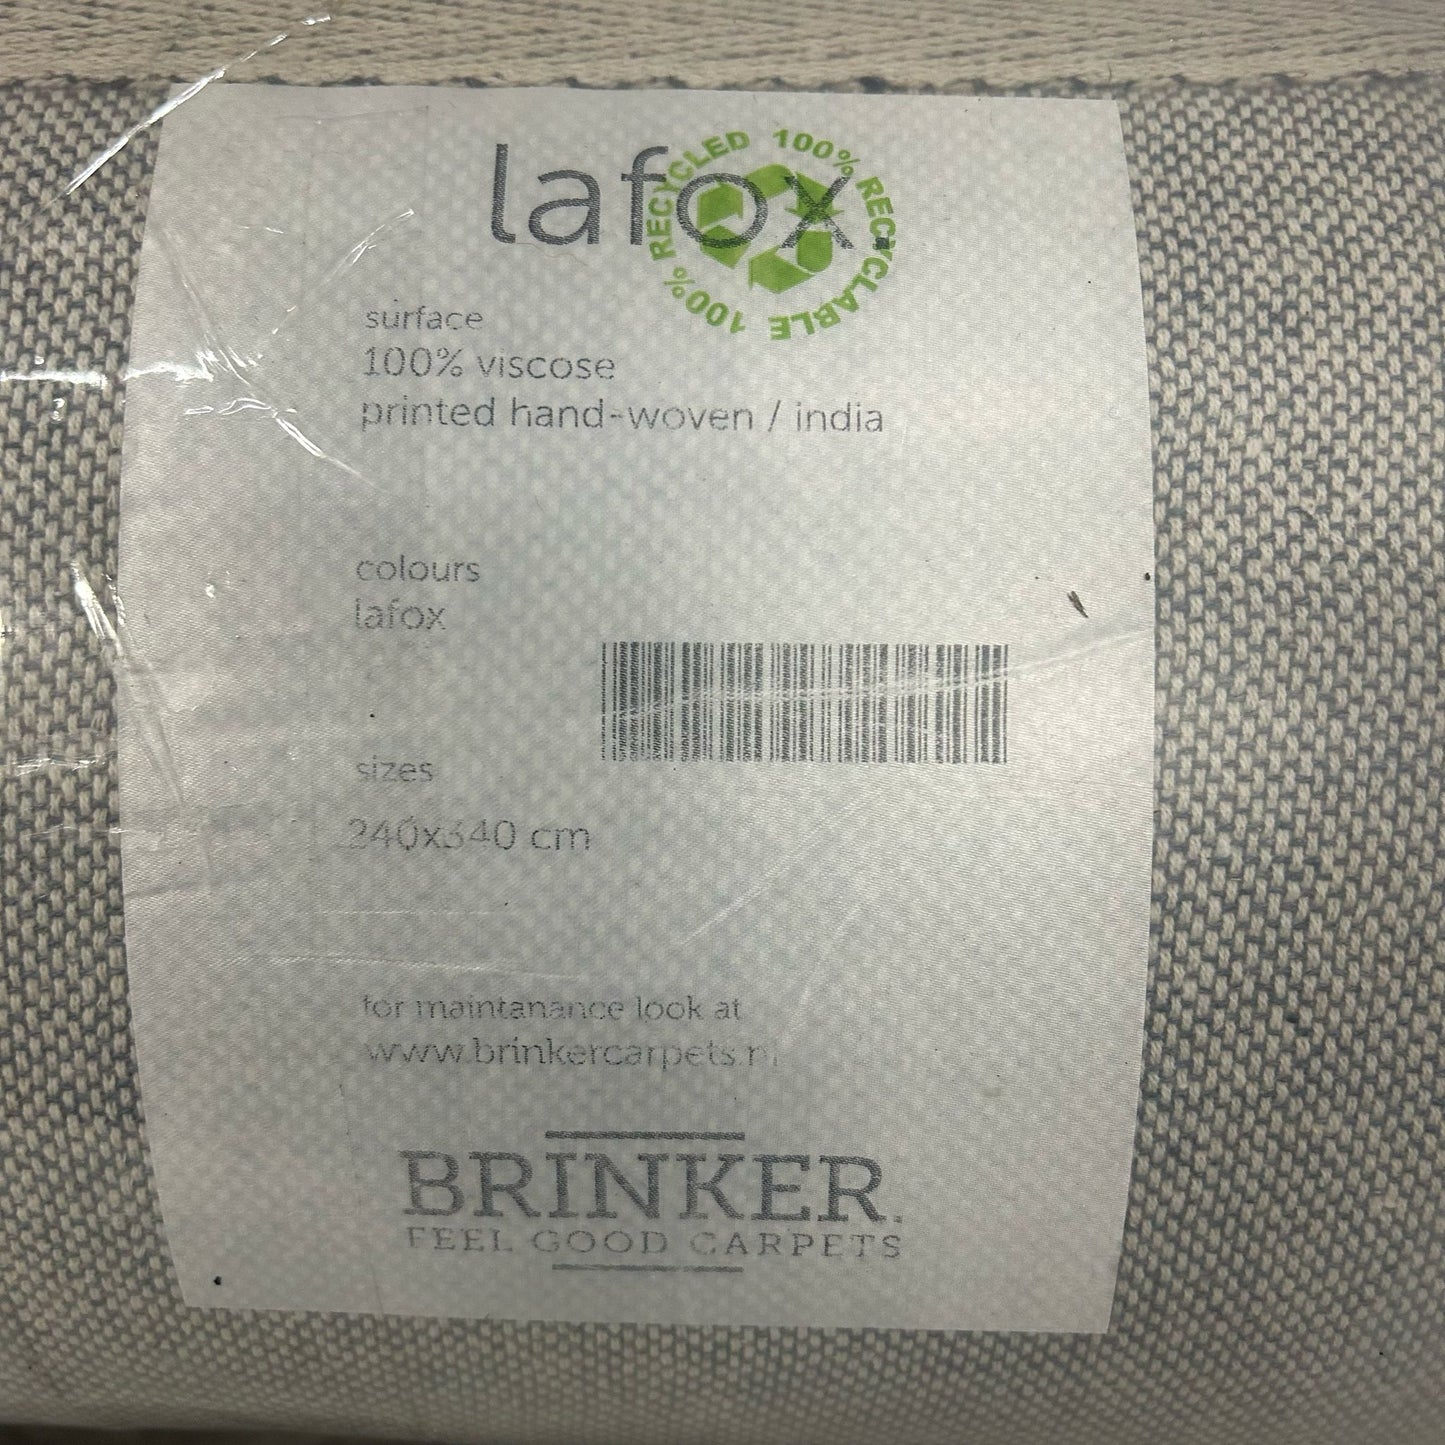 lafox.
100% RECYCLED 100% RECYCLABLE
surface
100% viscose
printed hand-woven / india
colours
lafox
sizes
240x340 cm
for maintanance look at
www.brinkercarpets.nl
BRINKER.
FEEL GOOD CARPETS